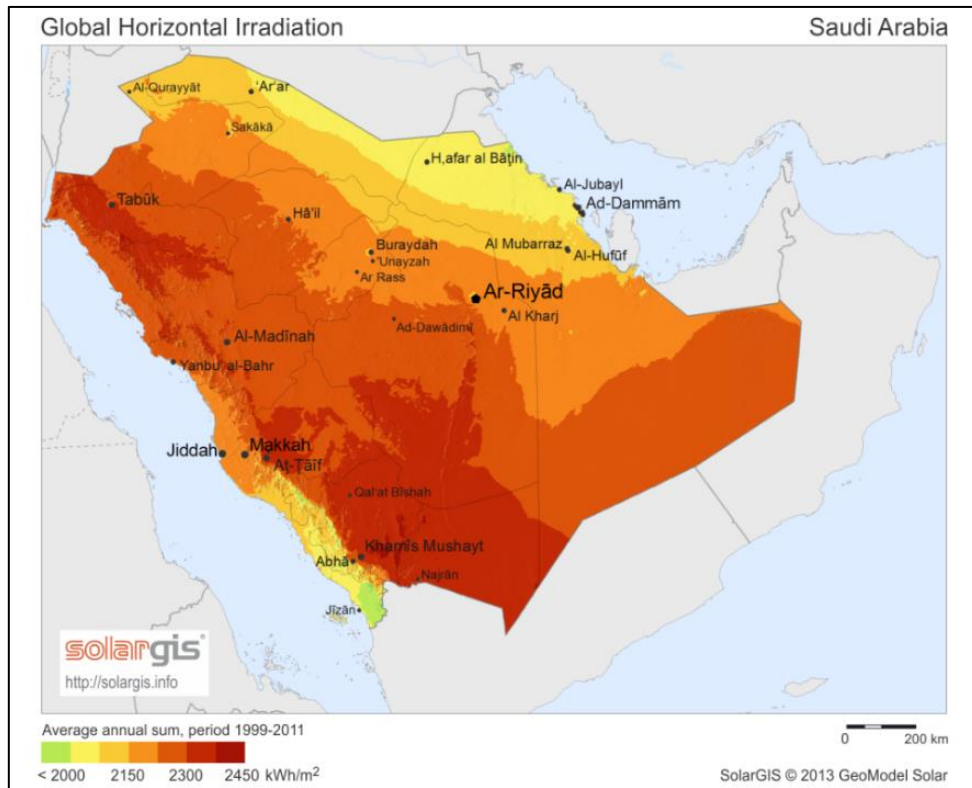 Global Horizontal Irradiation
Saudi Arabia
Al-Qurayyāt
'Ar'ar
Sakākā
H,afar al Bāţin
Al-Jubayl
Ad-Dammām
Tabūk
Hā'il
Buraydah
'Unayzah
Ar Rass
Al Mubarraz
Al-Hufūf
Ar-Riyād
Al Kharj
Ad-Dawādimī
Al-Madīnah
Yanbu' al-Bahr
Jiddah
Makkah
Aţ-Ţāīf
Qal'at Bīshah
Khamīs Mushayt
Abhā
Najrān
Jīzān
solargis®
http://solargis.info
Average annual sum, period 1999-2011
< 2000 2150 2300 2450 kWh/m²
0 200 km
SolarGIS © 2013 GeoModel Solar